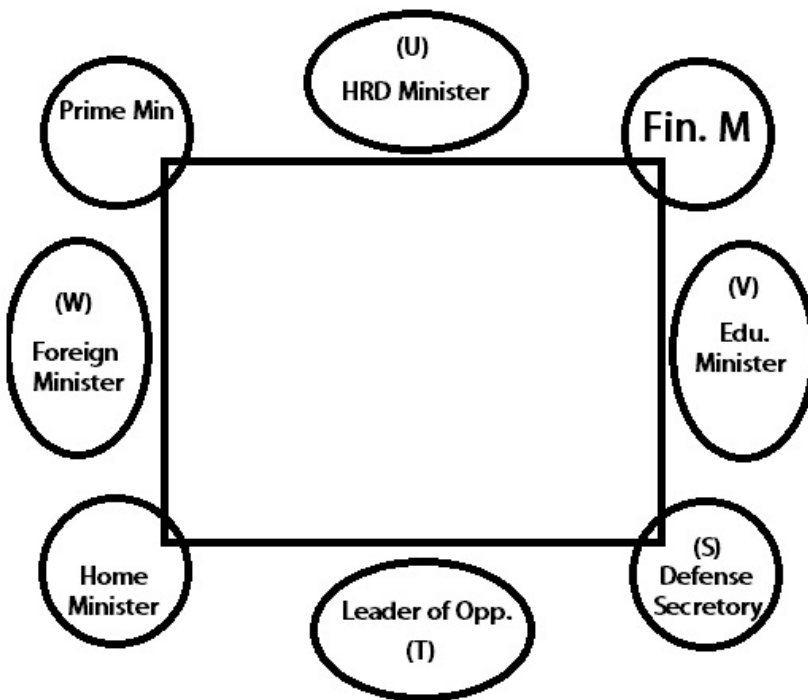 (U)
HRD Minister
Prime Min
Fin. M
(W)
Foreign
Minister
(V)
Edu.
Minister
Home
Minister
Leader of Opp.
(T)
(S)
Defense
Secretory